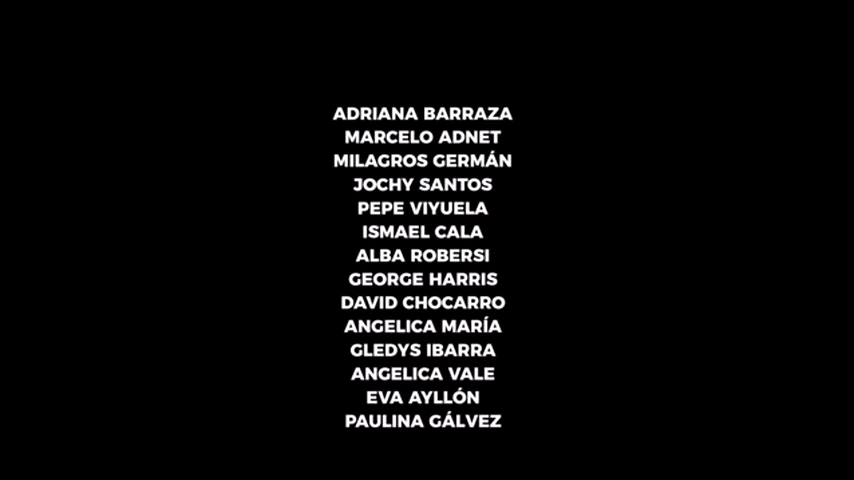 ADRIANA BARRAZA
MARCELO ADNET
MILAGROS GERMÁN
JOCHY SANTOS
PEPE VIYUELA
ISMAEL CALA
ALBA ROBERSI
GEORGE HARRIS
DAVID CHOCARRO
ANGELICA MARÍA
GLEDYS IBARRA
ANGELICA VALE
EVA AYLLÓN
PAULINA GÁLVEZ